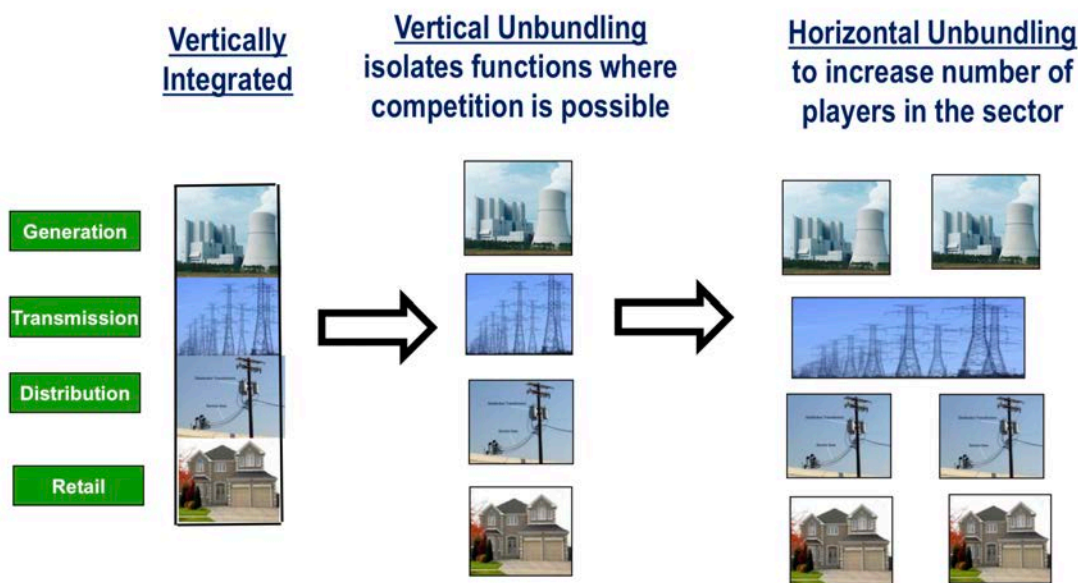 Vertically
Integrated
Vertical Unbundling
isolates functions where
competition is possible
Horizontal Unbundling
to increase number of
players in the sector
Generation
Transmission
Distribution
Retail